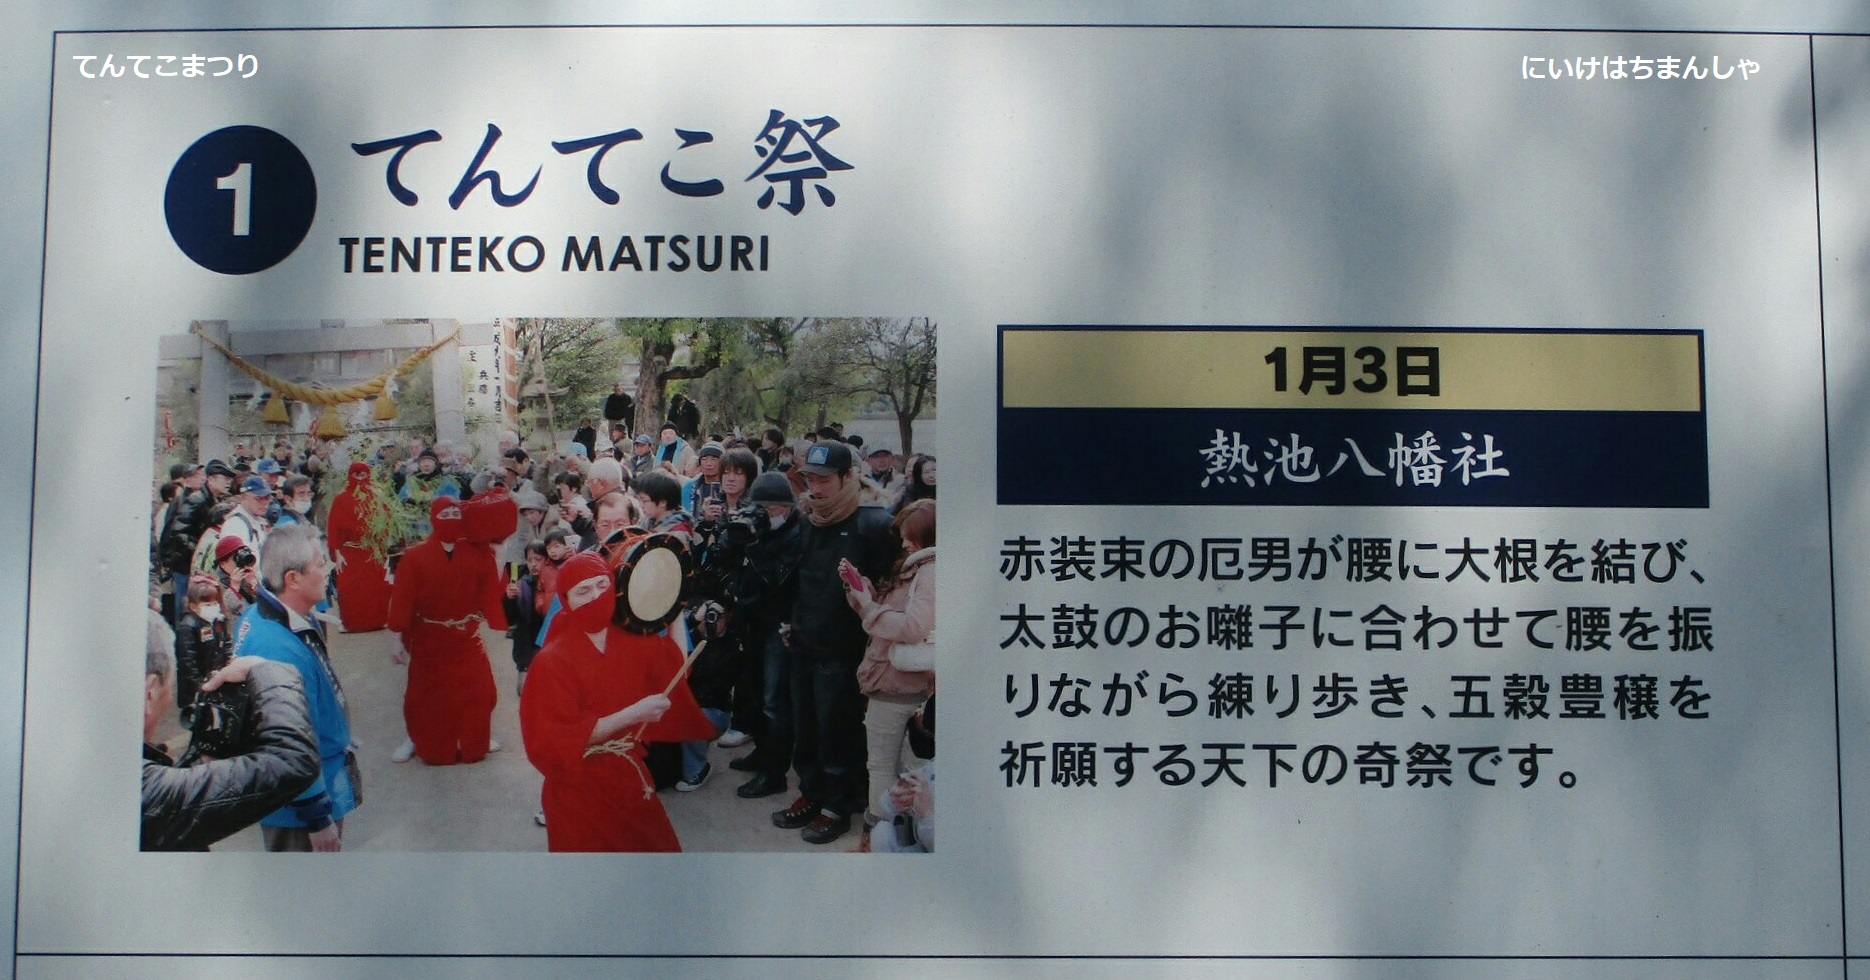 てんてこまつり
にいけはちまんしゃ
1
てんてこ祭
TENTEKO MATSURI
1月3日
熱池八幡社
赤装束の厄男が腰に大根を結び、
太鼓のお囃子に合わせて腰を振
りながら練り歩き、五穀豊穣を
祈願する天下の奇祭です。